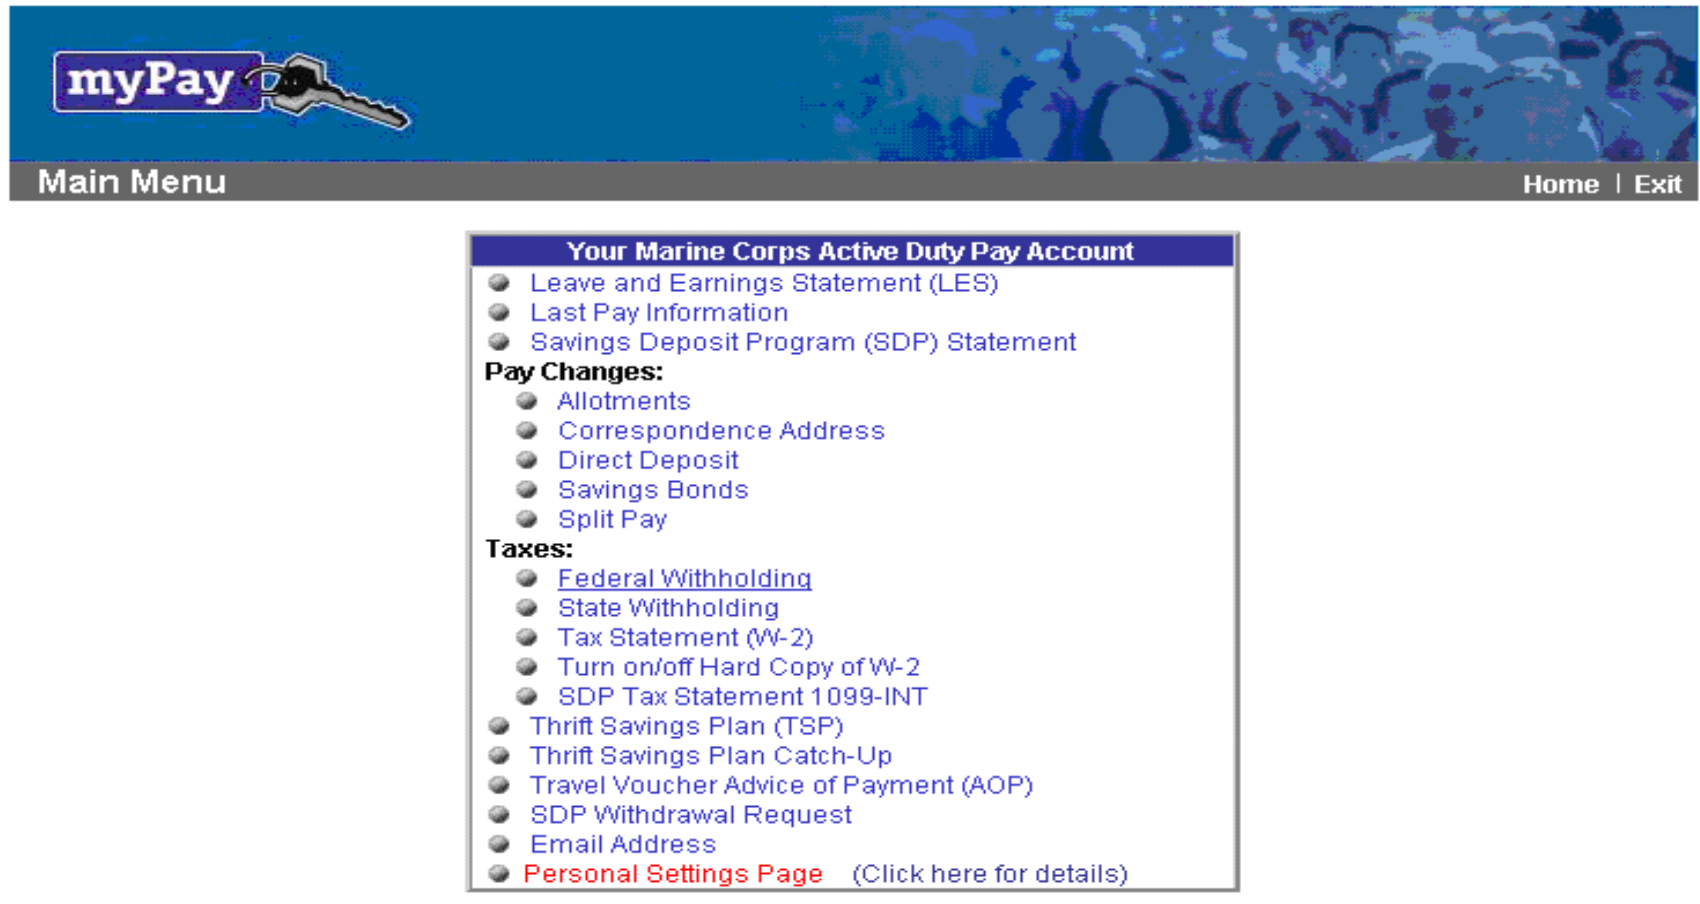 myPay
Main Menu
Home | Exit
Your Marine Corps Active Duty Pay Account
Leave and Earnings Statement (LES)
Last Pay Information
Savings Deposit Program (SDP) Statement
Pay Changes:
Allotments
Correspondence Address
Direct Deposit
Savings Bonds
Split Pay
Taxes:
Federal Withholding
State Withholding
Tax Statement (W-2)
Turn on/off Hard Copy of W-2
SDP Tax Statement 1099-INT
Thrift Savings Plan (TSP)
Thrift Savings Plan Catch-Up
Travel Voucher Advice of Payment (AOP)
SDP Withdrawal Request
Email Address
Personal Settings Page (Click here for details)